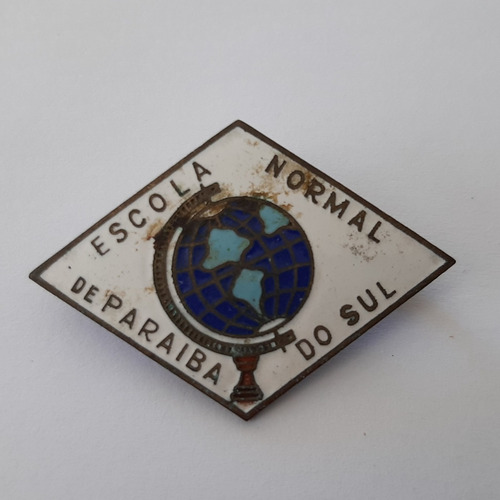 ESCOLA NORMAL
DE PARAIBA DO SUL